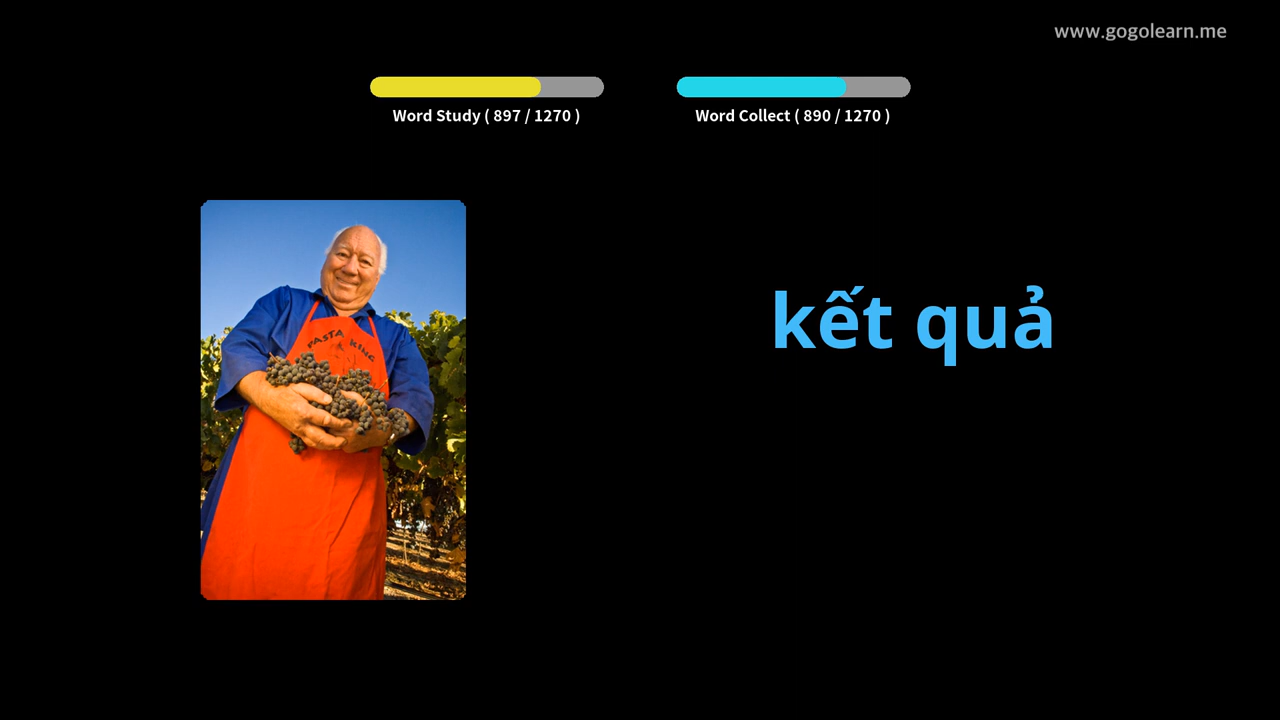 www.gogolearn.me
Word Study ( 897 / 1270 )
Word Collect ( 890 / 1270 )
PASTA KING
kết quả